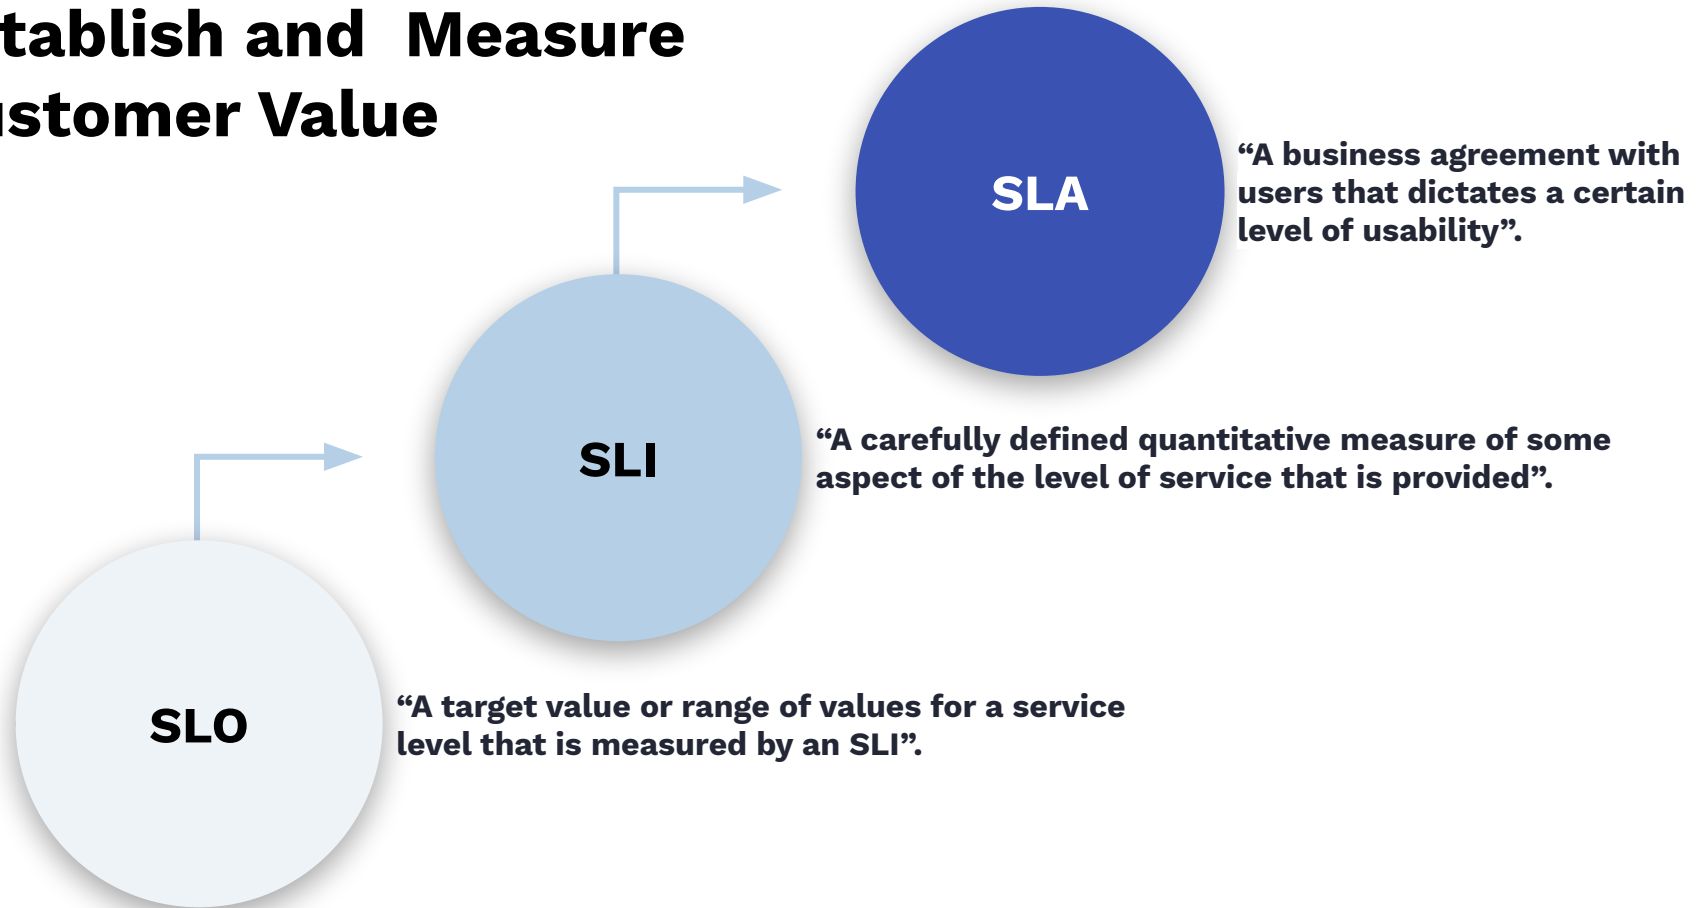 tablish and  Measure
ustomer Value
SLA
“A business agreement with
users that dictates a certain
level of usability”.
SLI
“A carefully defined quantitative measure of some
aspect of the level of service that is provided”.
SLO
“A target value or range of values for a service
level that is measured by an SLI”.